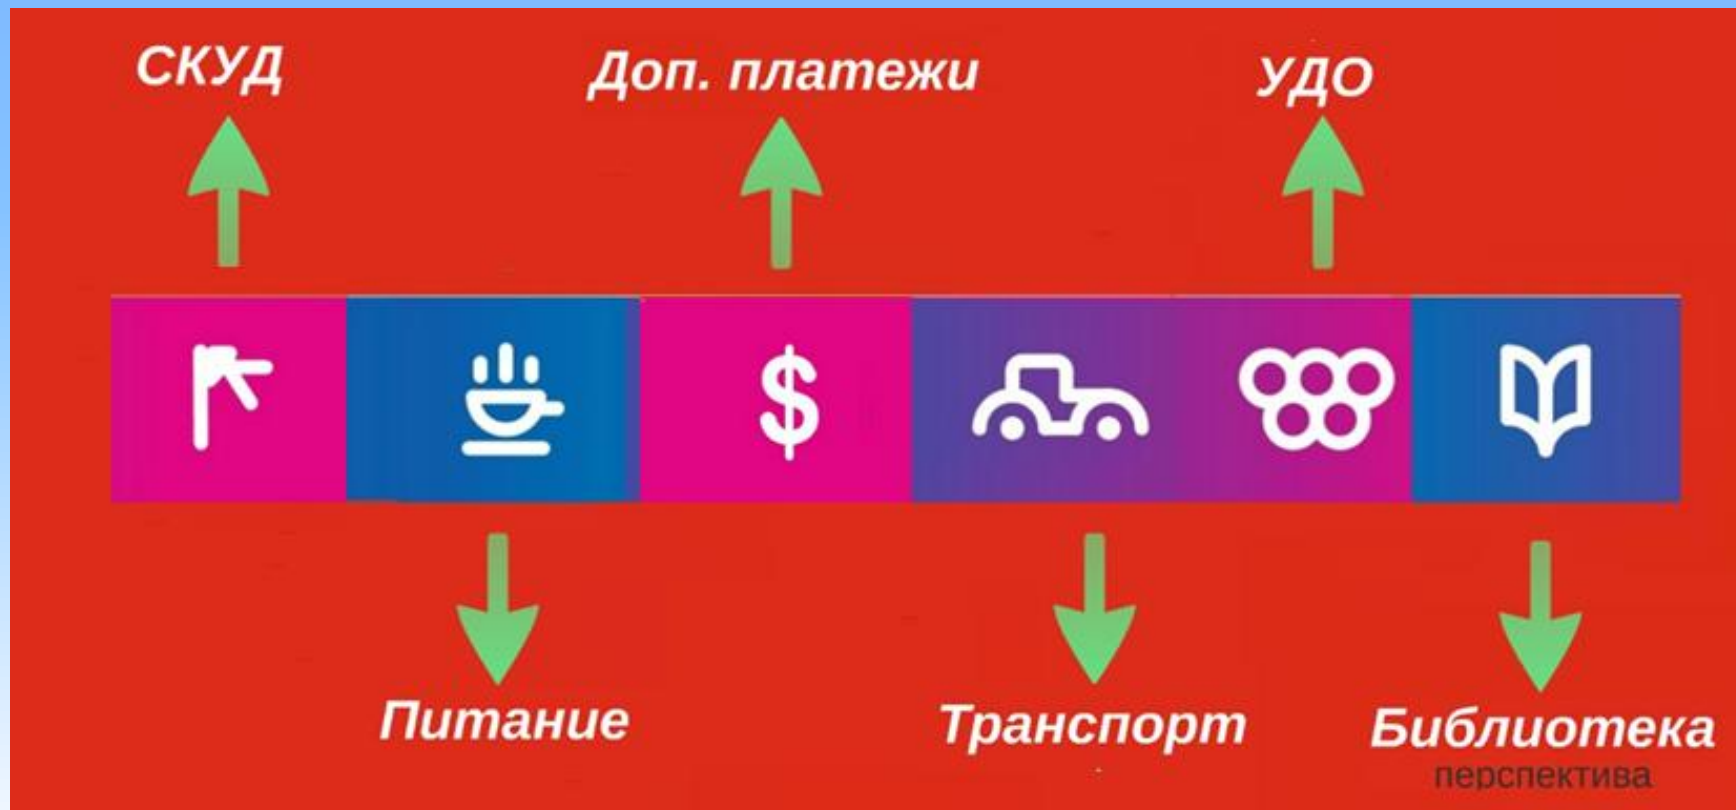 СКУД
Доп. платежи
УДО
$
Питание
Транспорт
Библиотека
перспектива